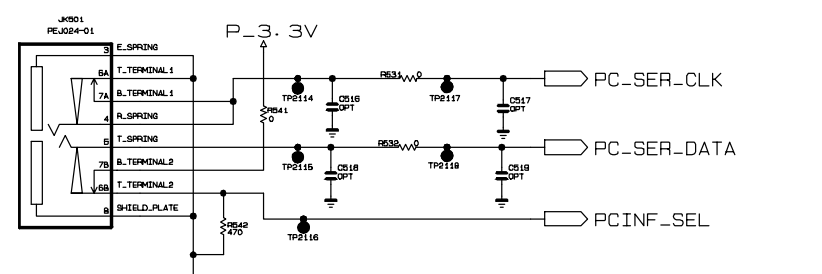 JK501
PEJ024-01
P_3.3V
3 E_SPRING
6A T_TERMINAL1
7A B_TERMINAL1
4 R_SPRING
5 T_SPRING
7B B_TERMINAL2
6B T_TERMINAL2
8 SHIELD_PLATE
R541
0
R542
470
TP2114
C516
OPT
R531 0
TP2117
C517
OPT
PC_SER_CLK
TP2115
C518
OPT
R532 0
TP2118
C519
OPT
PC_SER_DATA
TP2116
PCINF_SEL